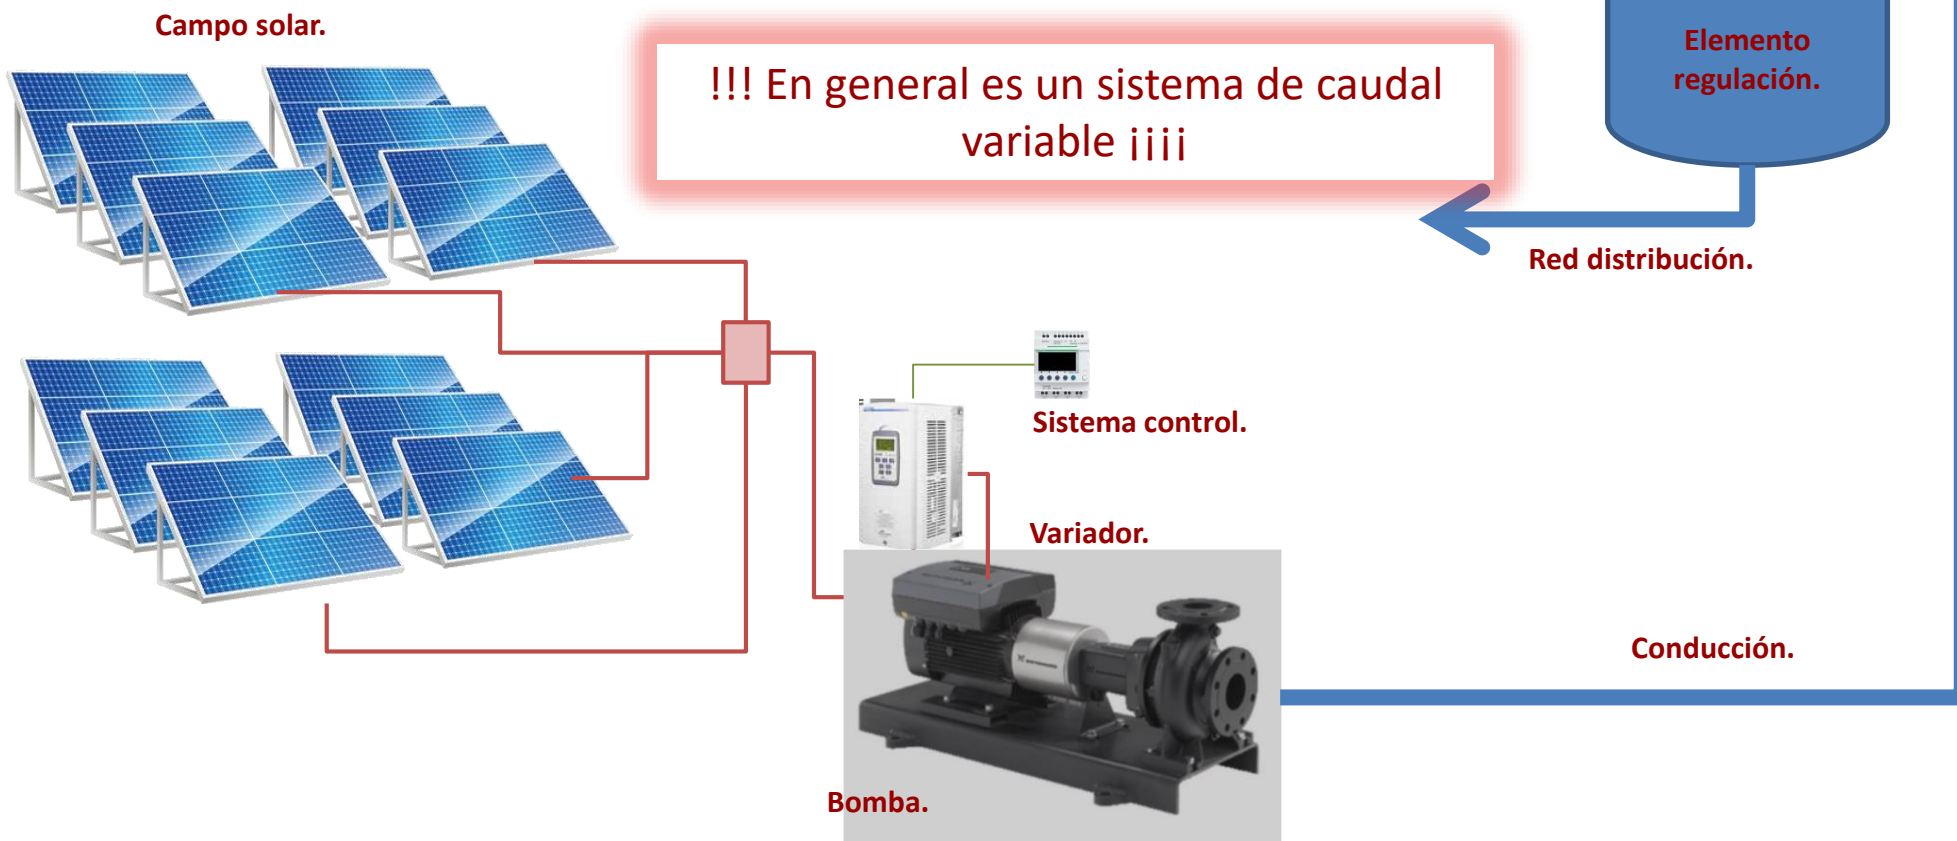 Campo solar.
!!! En general es un sistema de caudal
variable ¡¡¡¡
Elemento
regulación.
Red distribución.
Sistema control.
Variador.
Conducción.
Bomba.